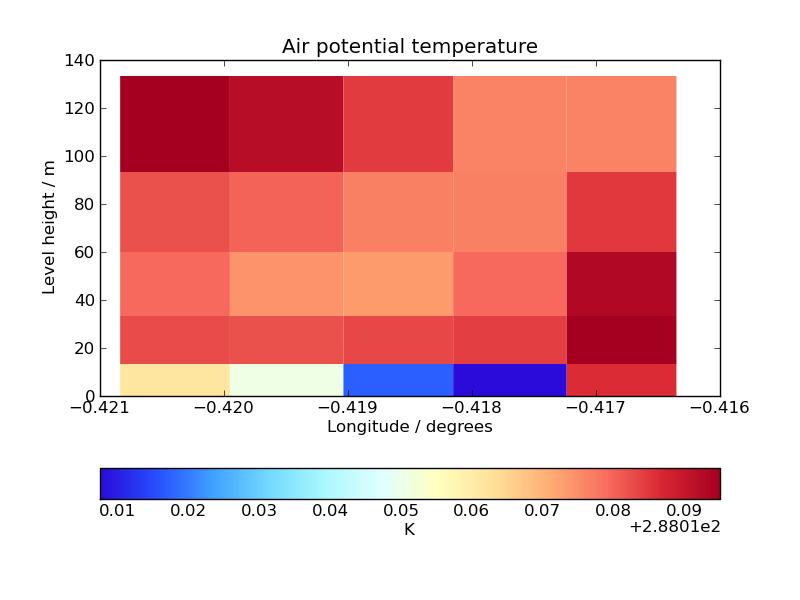 Air potential temperature
140
120
100
80
60
40
20
0
Level height / m
−0.421 −0.420 −0.419 −0.418 −0.417 −0.416
Longitude / degrees
0.01 0.02 0.03 0.04 0.05 0.06 0.07 0.08 0.09
+2.8801e2
K